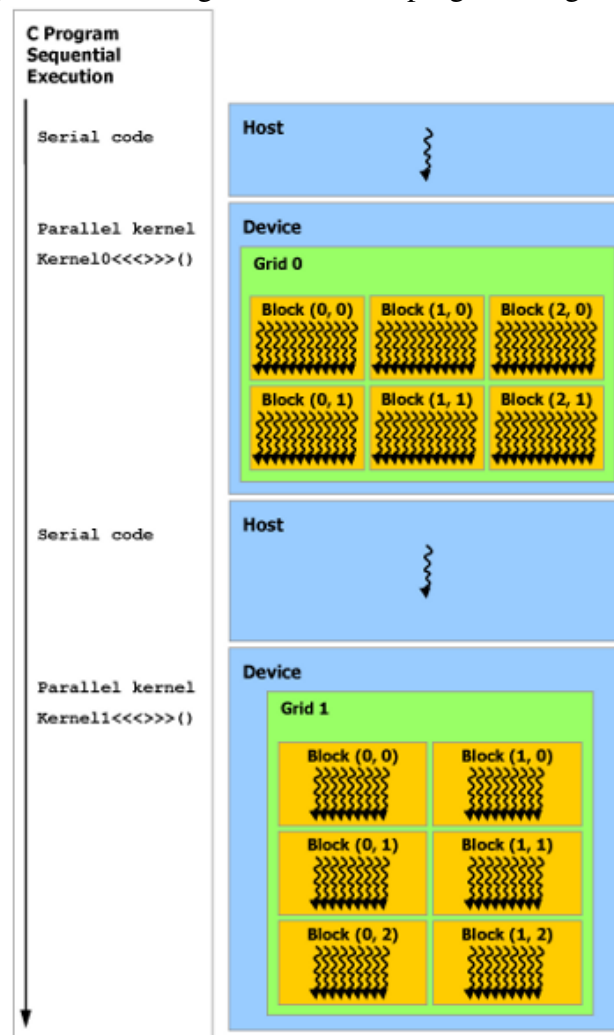 C Program
Sequential
Execution
Serial code
Host
Parallel kernel
Kernel0<<<>>>()
Device
Grid 0
Block (0, 0) Block (1, 0) Block (2, 0)
Block (0, 1) Block (1, 1) Block (2, 1)
Serial code
Host
Parallel kernel
Kernel1<<<>>>()
Device
Grid 1
Block (0, 0) Block (1, 0)
Block (0, 1) Block (1, 1)
Block (0, 2) Block (1, 2)